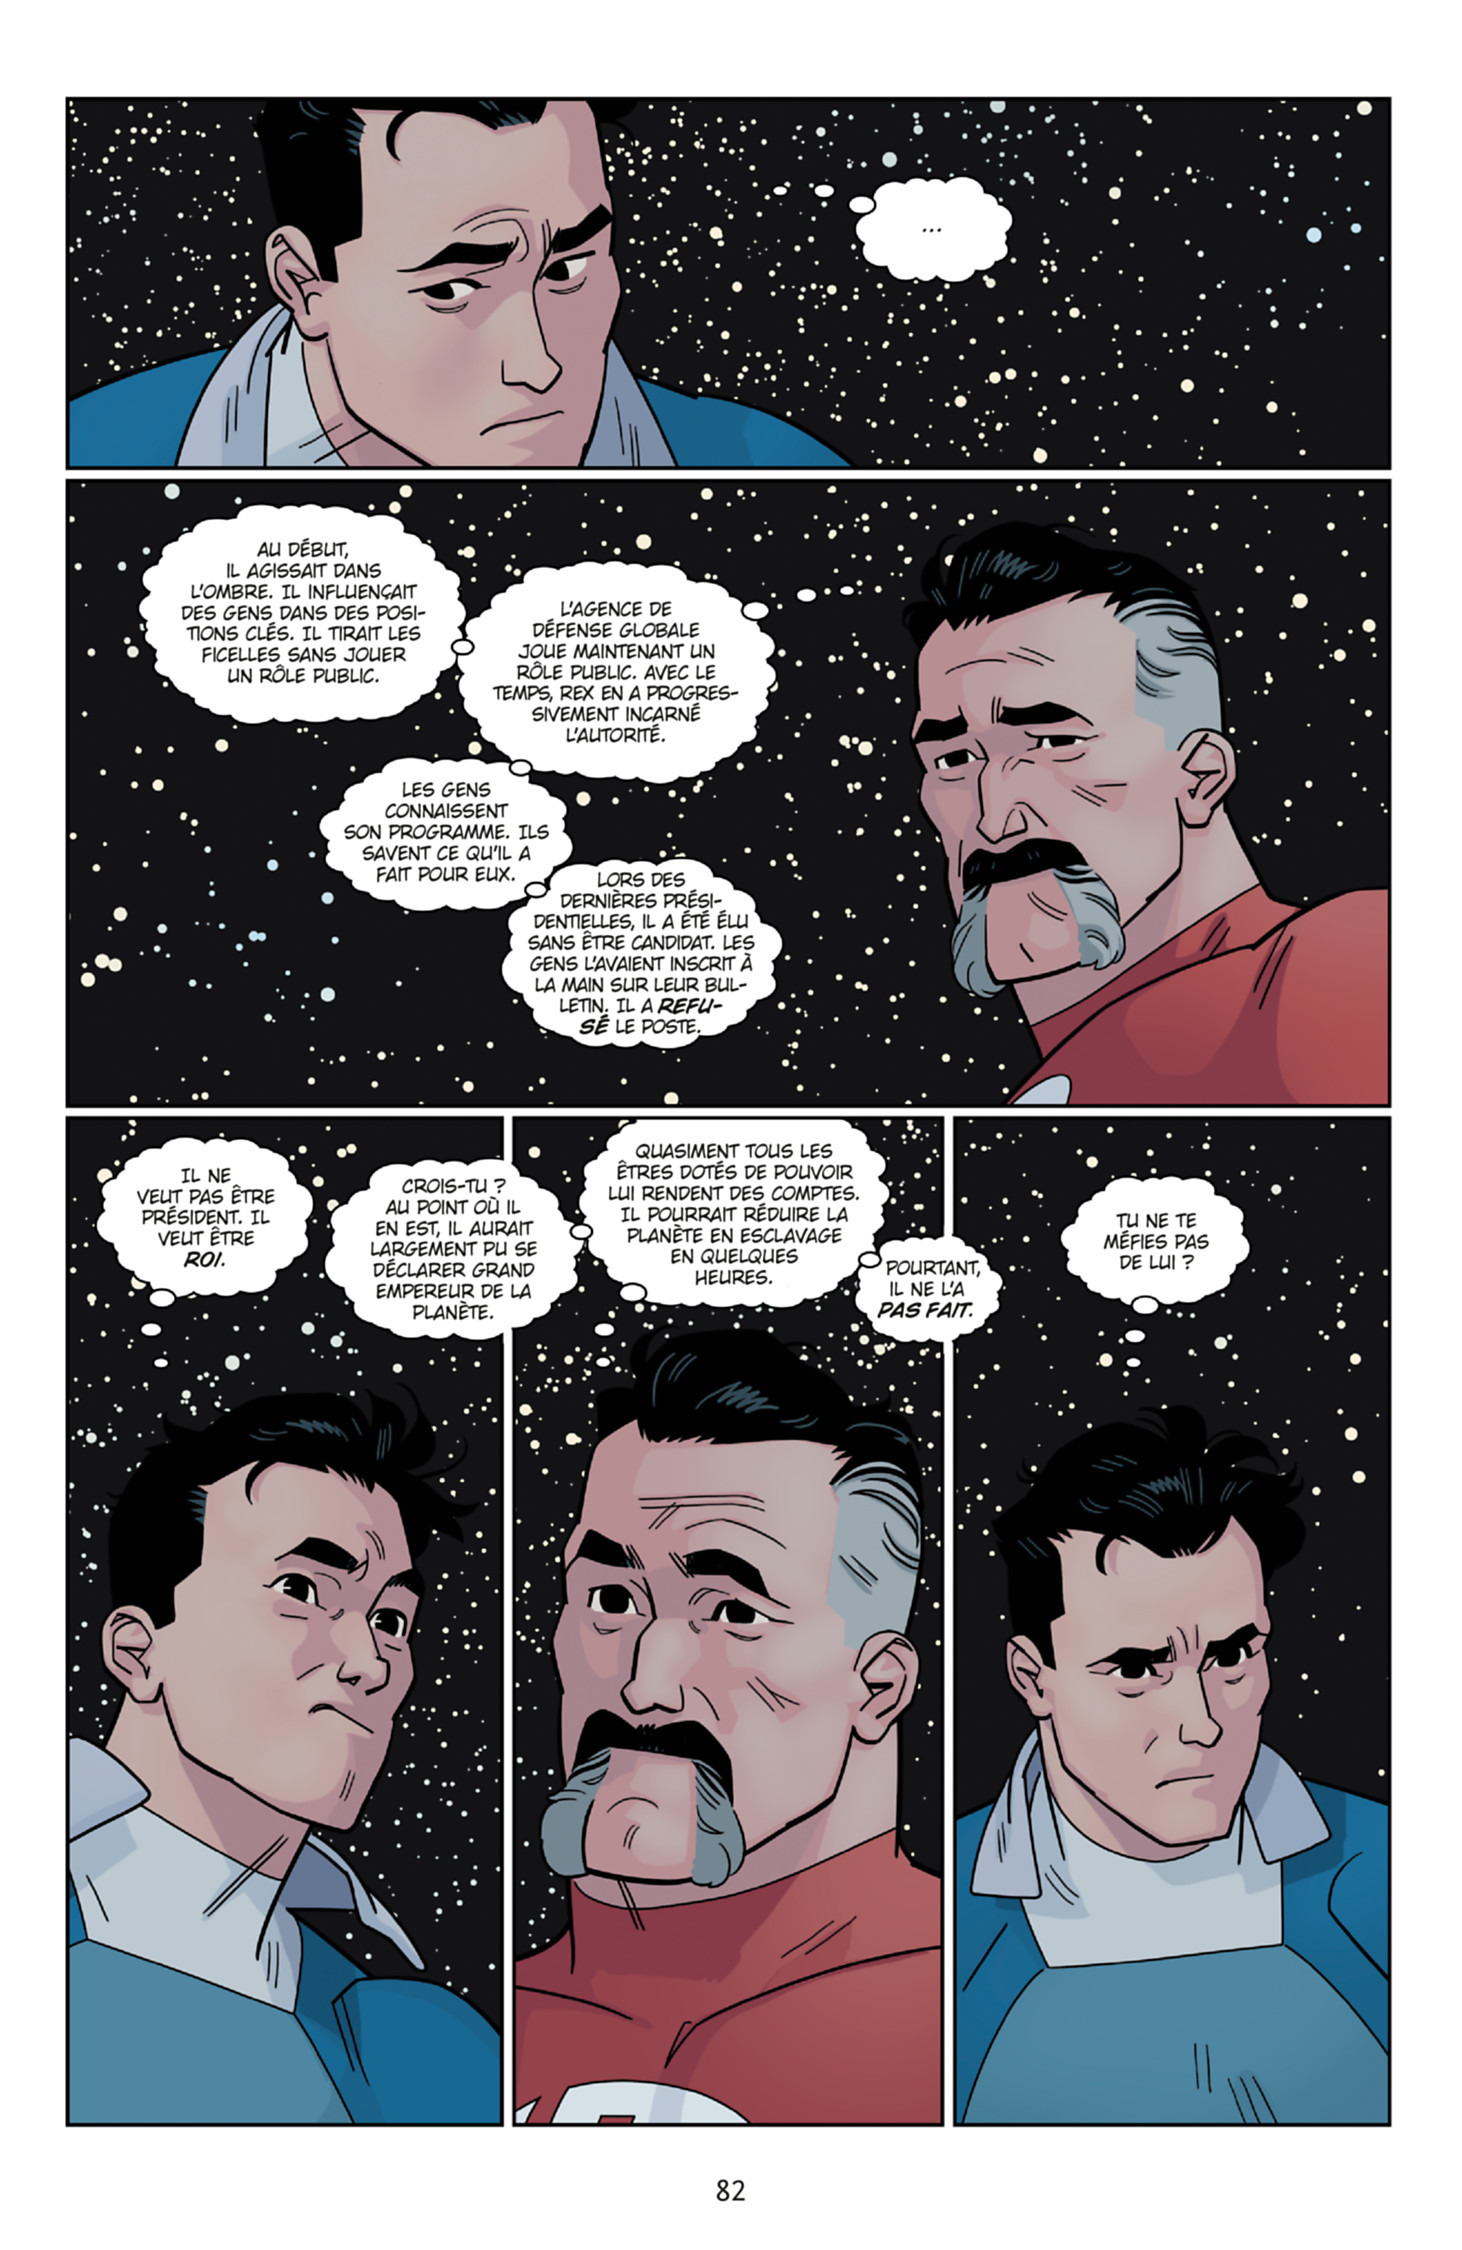 ...
AU DÉBUT,
IL AGISSAIT DANS
L'OMBRE. IL INFLUENÇAIT
DES GENS DANS DES POSI-
TIONS CLÉS. IL TIRAIT LES
FICELLES SANS JOUER
UN RÔLE PUBLIC.
L'AGENCE DE
DÉFENSE GLOBALE
JOUE MAINTENANT UN
RÔLE PUBLIC. AVEC LE
TEMPS, REX EN A PROGRES-
SIVEMENT INCARNÉ
L'AUTORITÉ.
LES GENS
CONNAISSENT
SON PROGRAMME. ILS
SAVENT CE QU'IL A
FAIT POUR EUX.
LORS DES
DERNIÈRES PRÉSI-
DENTIELLES, IL A ÉTÉ ÉLU
SANS ÊTRE CANDIDAT. LES
GENS L'AVAIENT INSCRIT À
LA MAIN SUR LEUR BUL-
LETIN. IL A REFU-
SÉ LE POSTE.
IL NE
VEUT PAS ÊTRE
PRÉSIDENT. IL
VEUT ÊTRE
ROI.
CROIS-TU ?
AU POINT OÙ IL
EN EST, IL AURAIT
LARGEMENT PU SE
DÉCLARER GRAND
EMPEREUR DE LA
PLANÈTE.
QUASIMENT TOUS LES
ÊTRES DOTÉS DE POUVOIR
LUI RENDENT DES COMPTES.
IL POURRAIT RÉDUIRE LA
PLANÈTE EN ESCLAVAGE
EN QUELQUES
HEURES.
POURTANT,
IL NE L'A
PAS FAIT.
TU NE TE
MÉFIES PAS
DE LUI ?
82